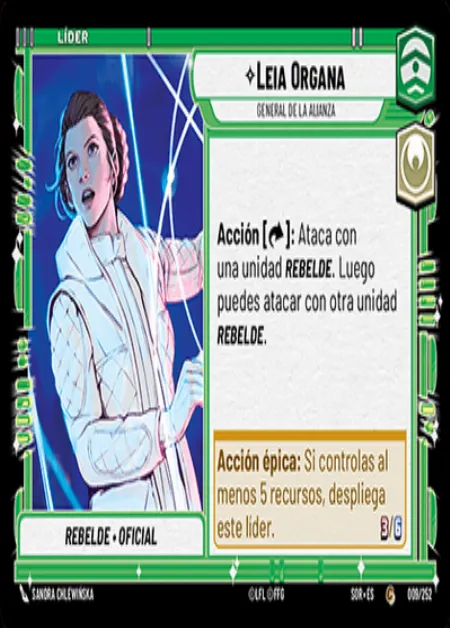 LÍDER
LEIA ORGANA
GENERAL DE LA ALIANZA
Acción [ ]: Ataca con
una unidad REBELDE. Luego
puedes atacar con otra unidad
REBELDE.
Acción épica: Si controlas al
menos 5 recursos, despliega
este líder.
3/6
REBELDE • OFICIAL
SANDRA CHLEWIŃSKA
©LFL ©FFG
SOR • ES
C
009/252